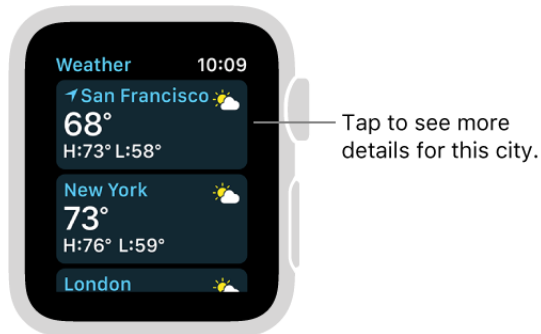 Weather 10:09
San Francisco
68°
H:73° L:58°
Tap to see more
details for this city.
New York
73°
H:76° L:59°
London